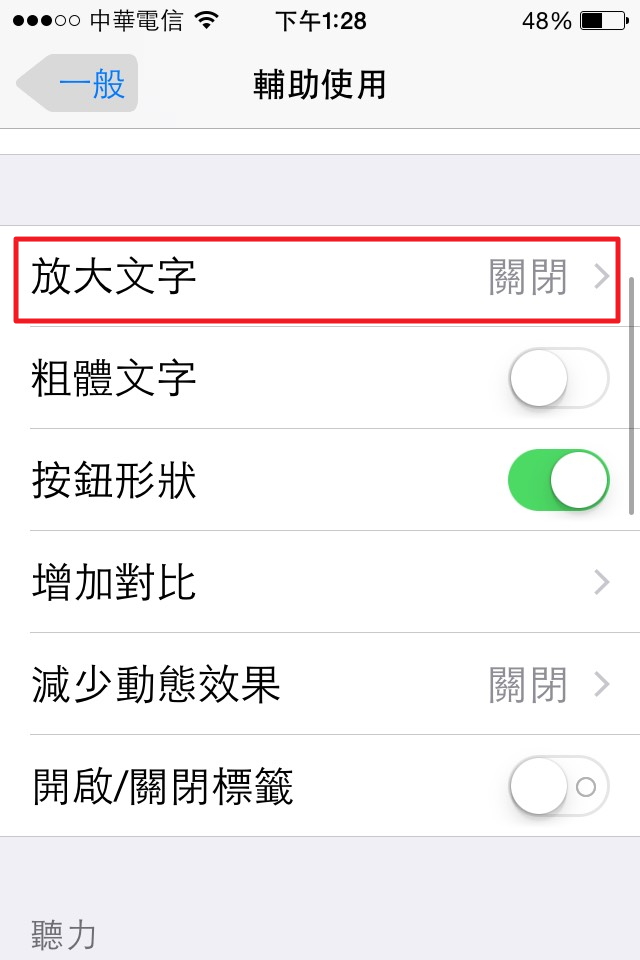 中華電信 下午1:28 48%
一般 輔助使用
放大文字 關閉
粗體文字
按鈕形狀
增加對比
減少動態效果 關閉
開啟/關閉標籤
聽力